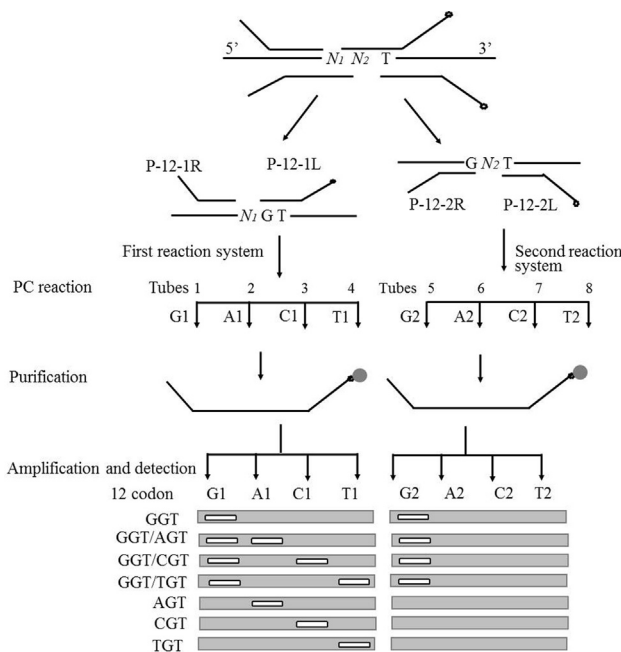 5’ 3’
N1 N2 T
P-12-1R P-12-1L
G N2 T
N1 G T
P-12-2R P-12-2L
First reaction system
Second reaction
system
PC reaction
Tubes 1 2 3 4
Tubes 5 6 7 8
G1 A1 C1 T1
G2 A2 C2 T2
Purification
Amplification and detection
12 codon
G1 A1 C1 T1
G2 A2 C2 T2
GGT
GGT/AGT
GGT/CGT
GGT/TGT
AGT
CGT
TGT